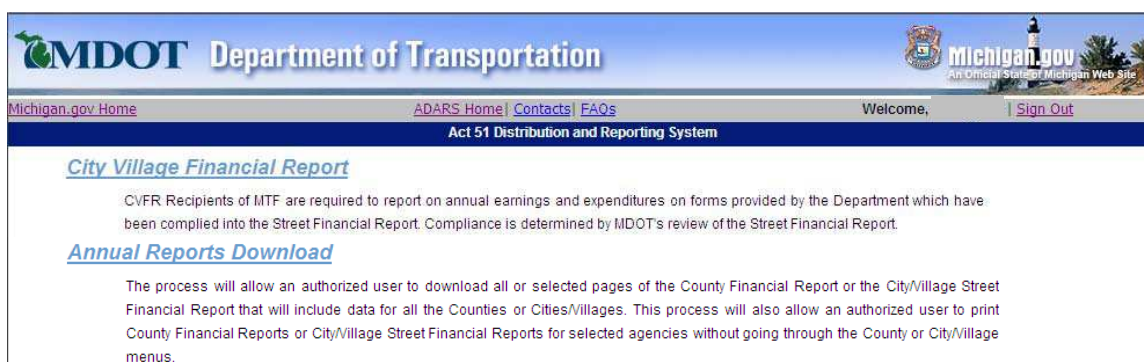 MDOT Department of Transportation
Michigan.gov
An Official State of Michigan Web Site
Michigan.gov Home ADARS Home| Contacts| FAQs Welcome, | Sign Out
Act 51 Distribution and Reporting System
City Village Financial Report
CVFR Recipients of MTF are required to report on annual earnings and expenditures on forms provided by the Department which have
been complied into the Street Financial Report. Compliance is determined by MDOT's review of the Street Financial Report.
Annual Reports Download
The process will allow an authorized user to download all or selected pages of the County Financial Report or the City/Village Street
Financial Report that will include data for all the Counties or Cities/Villages. This process will also allow an authorized user to print
County Financial Reports or City/Village Street Financial Reports for selected agencies without going through the County or City/Village
menus.